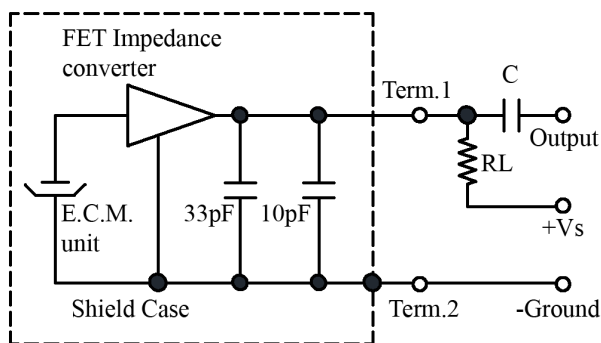 FET Impedance
converter
Term.1
C
Output
RL
+Vs
E.C.M.
unit
33pF
10pF
Shield Case
Term.2
-Ground